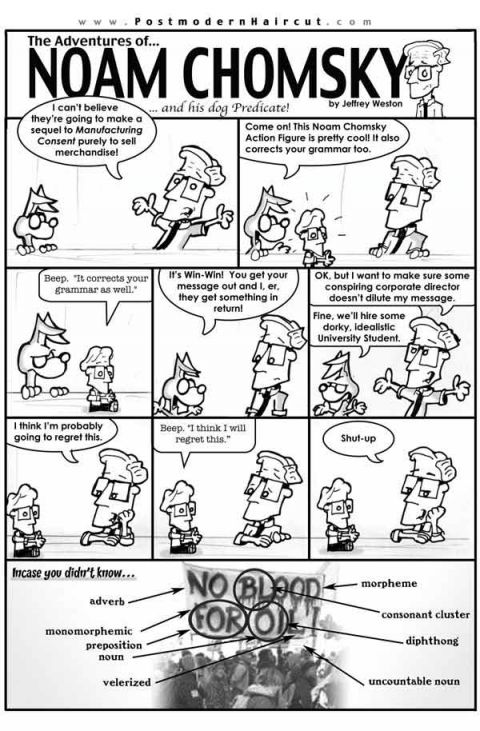 www.PostmodernHaircut.com
The Adventures of...
NOAM CHOMSKY
... and his dog Predicate!
by Jeffrey Weston
I can't believe
they're going to make a
sequel to Manufacturing
Consent purely to sell
merchandise!
Come on! This Noam Chomsky
Action Figure is pretty cool! It also
corrects your grammar too.
Beep. "It corrects your
grammar as well."
It's Win-Win! You get your
message out and I, er,
they get something in
return!
OK, but I want to make sure some
conspiring corporate director
doesn't dilute my message.
Fine, we'll hire some
dorky, idealistic
University Student.
I think I'm probably
going to regret this.
Beep. "I think I will
regret this."
Shut-up
Incase you didn't know...
NO BLOOD
FOR OIL!
adverb
monomorphemic
preposition
noun
velerized
morpheme
consonant cluster
diphthong
uncountable noun